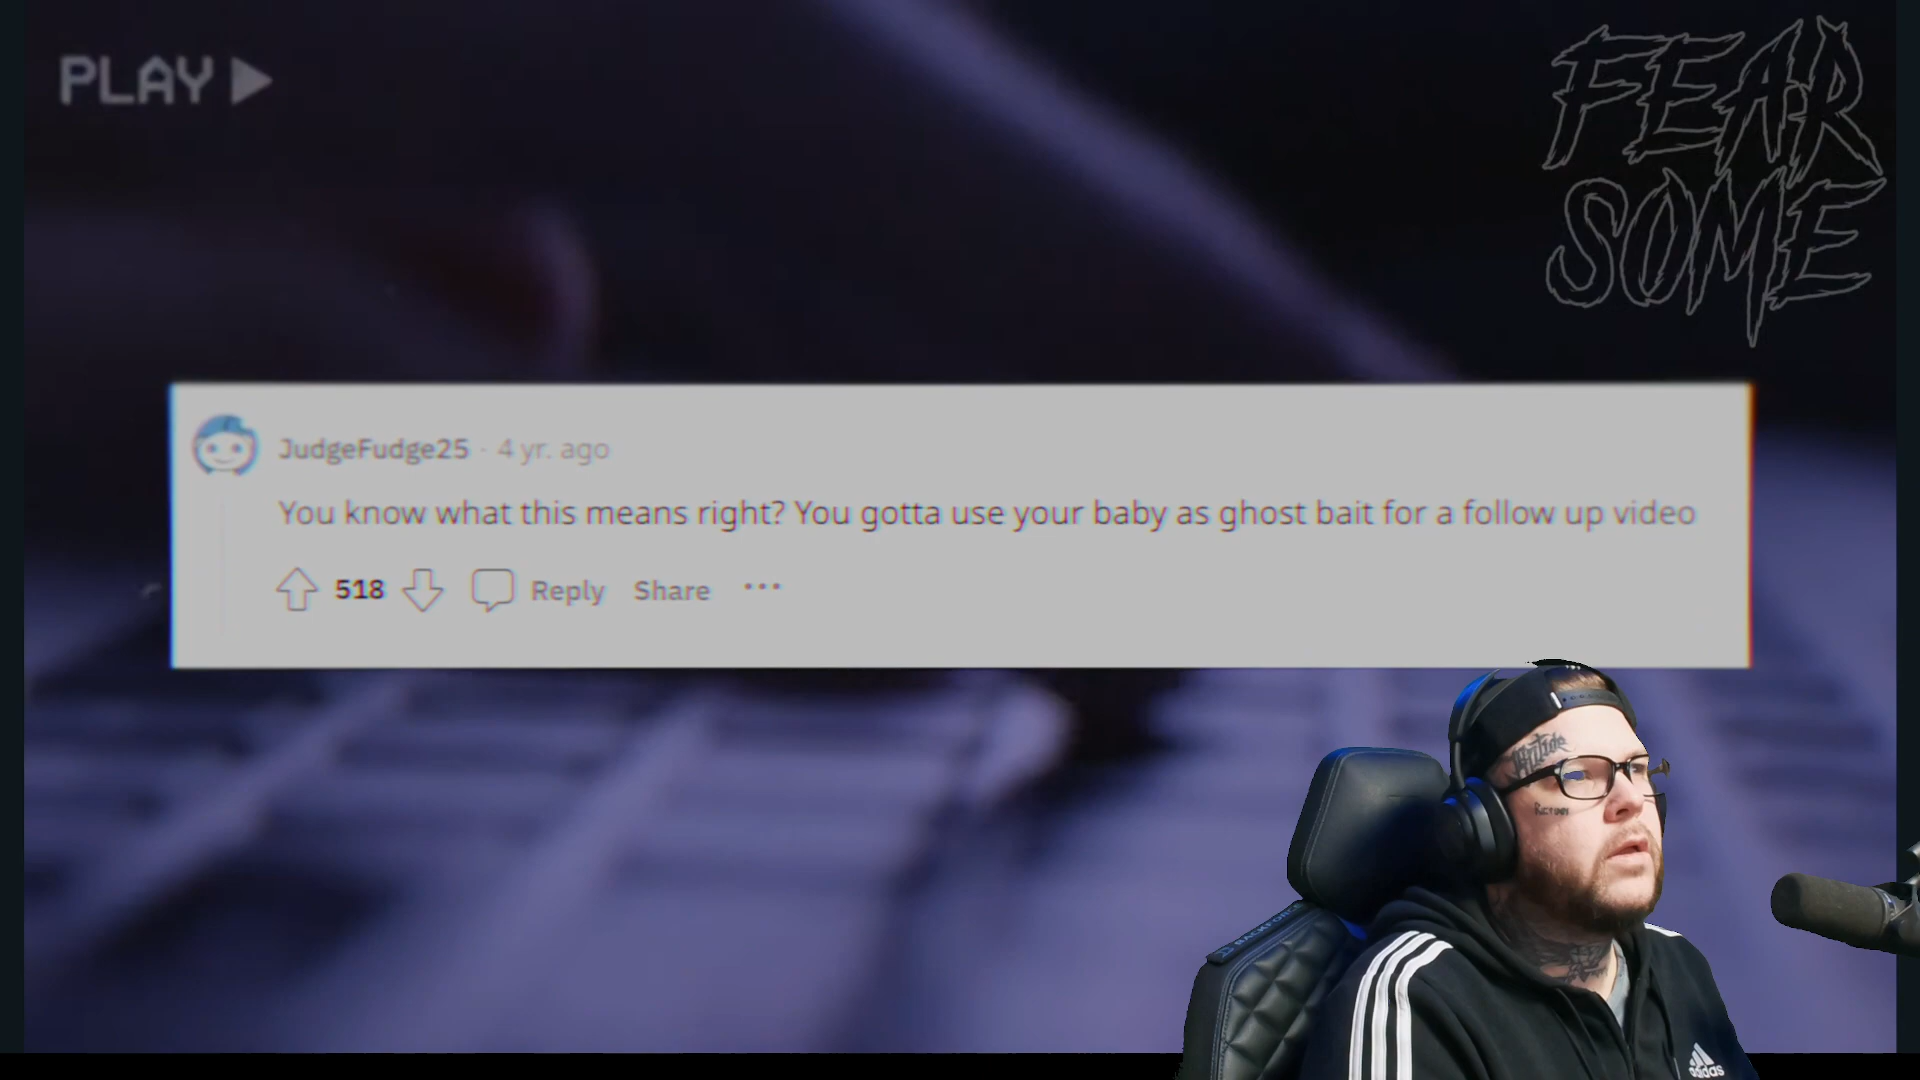 PLAY
FEAR
SOME
JudgeFudge25 · 4 yr. ago
You know what this means right? You gotta use your baby as ghost bait for a follow up video
518 Reply Share ...
BACKFORCE
adidas